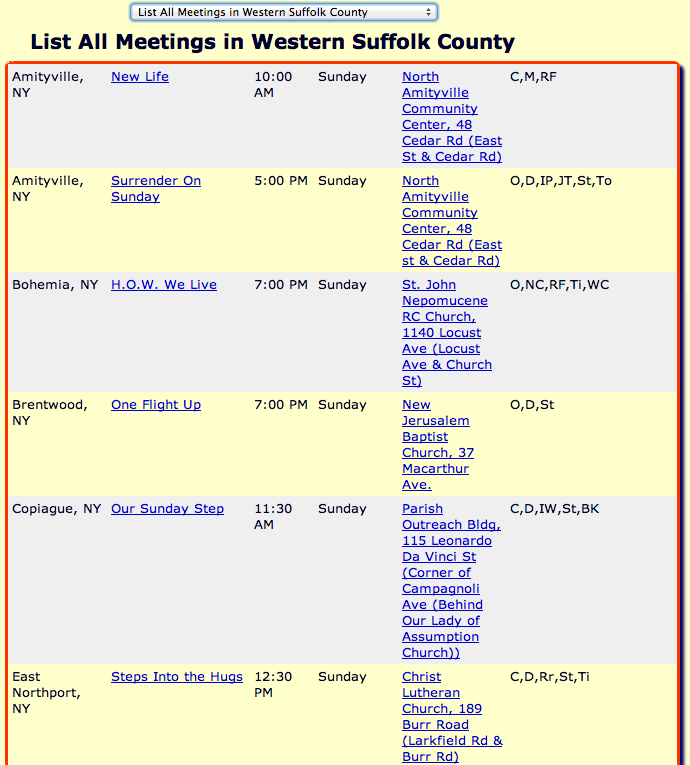 List All Meetings in Western Suffolk County
List All Meetings in Western Suffolk County
Amityville, NY
New Life
10:00 AM
Sunday
North Amityville Community Center, 48 Cedar Rd (East St & Cedar Rd)
C,M,RF
Amityville, NY
Surrender On Sunday
5:00 PM
Sunday
North Amityville Community Center, 48 Cedar Rd (East st & Cedar Rd)
O,D,IP,JT,St,To
Bohemia, NY
H.O.W. We Live
7:00 PM
Sunday
St. John Nepomucene RC Church, 1140 Locust Ave (Locust Ave & Church St)
O,NC,RF,Ti,WC
Brentwood, NY
One Flight Up
7:00 PM
Sunday
New Jerusalem Baptist Church, 37 Macarthur Ave.
O,D,St
Copiague, NY
Our Sunday Step
11:30 AM
Sunday
Parish Outreach Bldg, 115 Leonardo Da Vinci St (Corner of Campagnoli Ave (Behind Our Lady of Assumption Church))
C,D,IW,St,BK
East Northport, NY
Steps Into the Hugs
12:30 PM
Sunday
Christ Lutheran Church, 189 Burr Road (Larkfield Rd & Burr Rd)
C,D,Rr,St,Ti